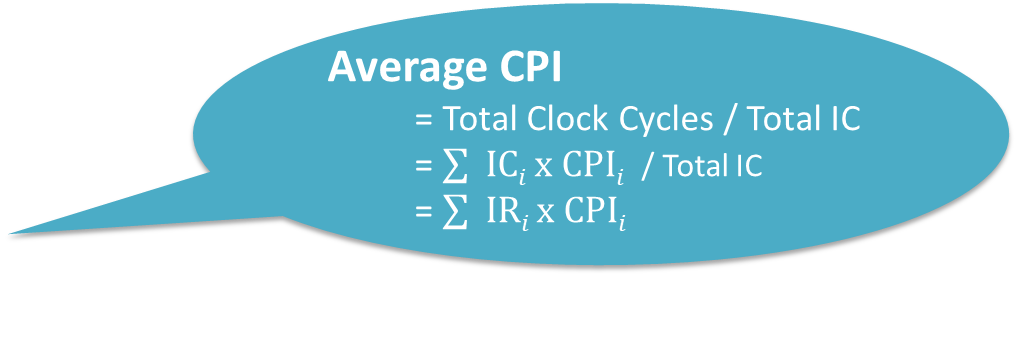 Average CPI
= Total Clock Cycles / Total IC
= ∑ ICᵢ x CPIᵢ / Total IC
= ∑ IRᵢ x CPIᵢ